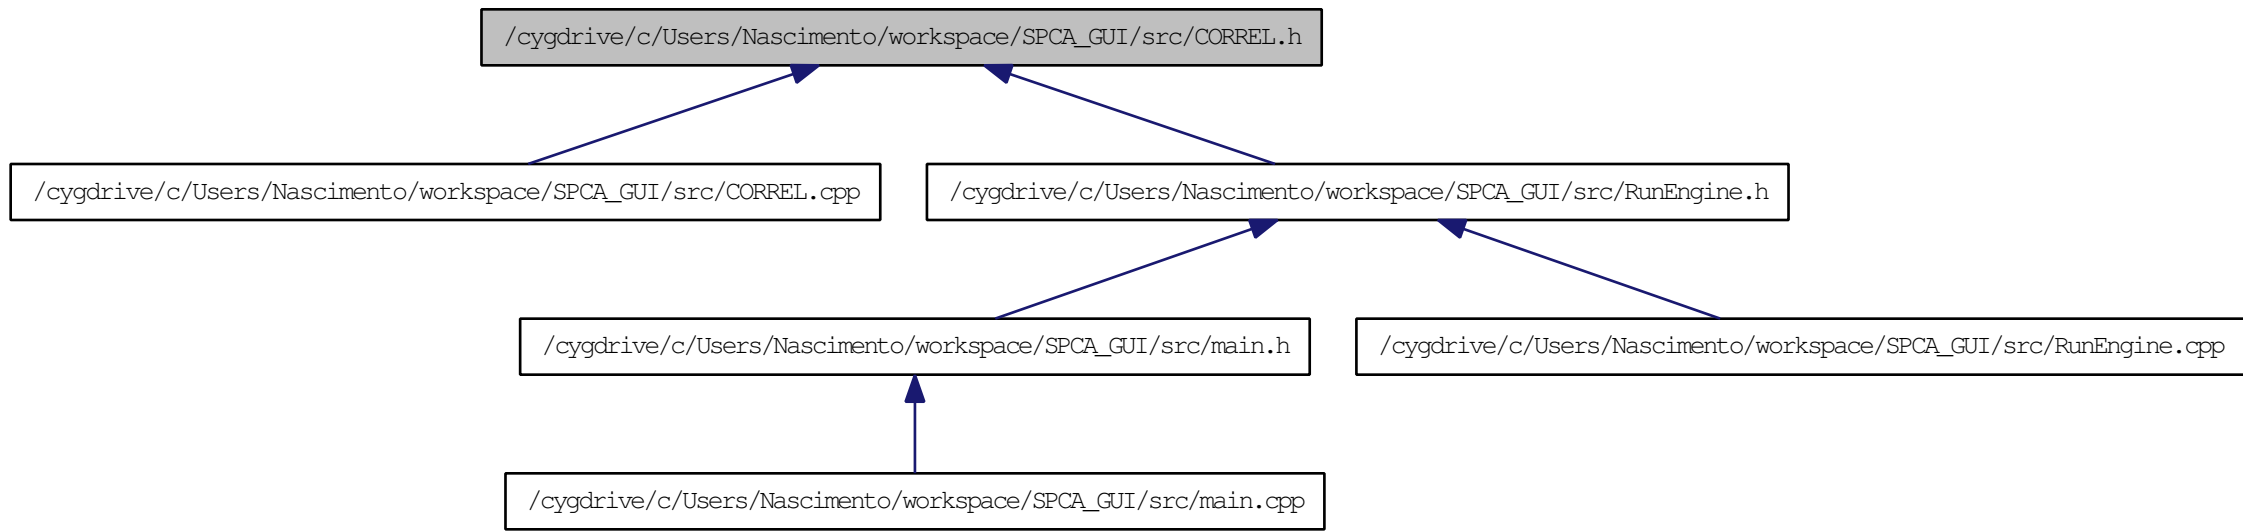 /cygdrive/c/Users/Nascimento/workspace/SPCA_GUI/src/CORREL.h
/cygdrive/c/Users/Nascimento/workspace/SPCA_GUI/src/CORREL.cpp
/cygdrive/c/Users/Nascimento/workspace/SPCA_GUI/src/RunEngine.h
/cygdrive/c/Users/Nascimento/workspace/SPCA_GUI/src/main.h
/cygdrive/c/Users/Nascimento/workspace/SPCA_GUI/src/RunEngine.cpp
/cygdrive/c/Users/Nascimento/workspace/SPCA_GUI/src/main.cpp